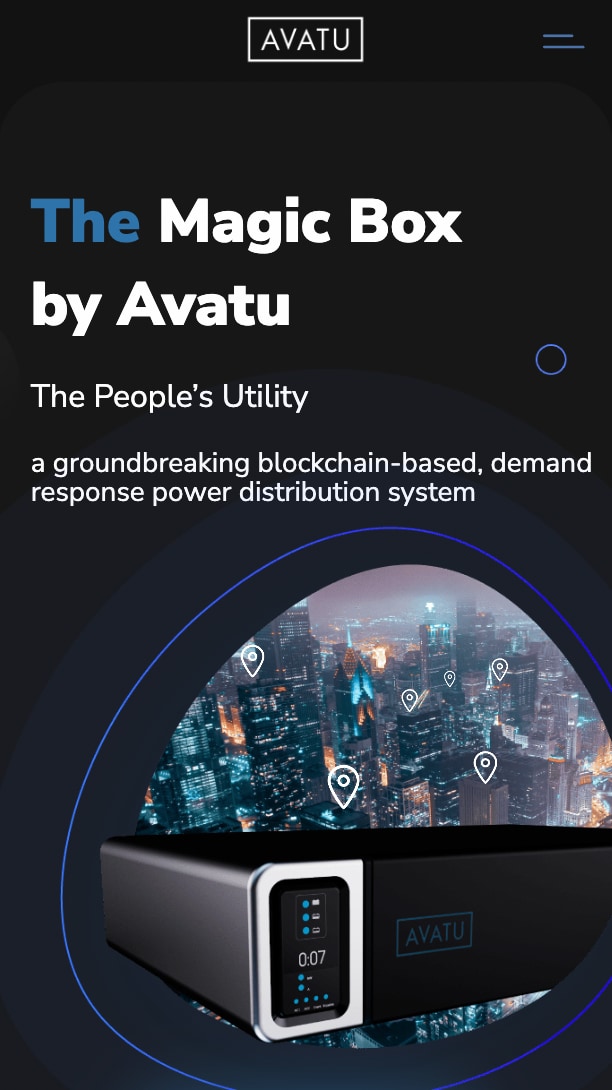 AVATU
The Magic Box
by Avatu
The People’s Utility
a groundbreaking blockchain-based, demand
response power distribution system
0:07
AVATU